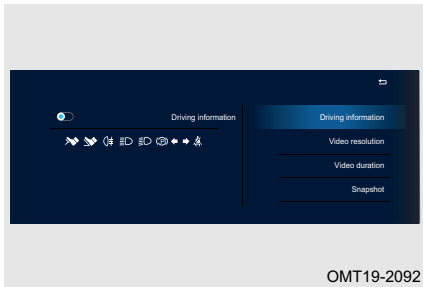 Driving information
Driving information
Video resolution
Video duration
Snapshot
OMT19-2092